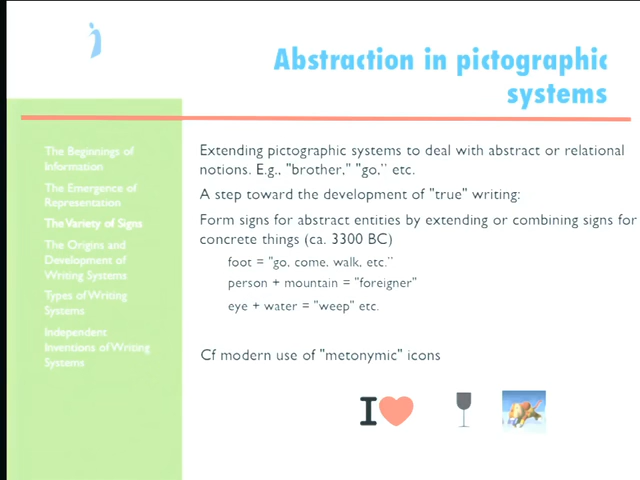 i
Abstraction in pictographic
systems
The Beginnings of
Information
The Emergence of
Representation
The Variety of Signs
The Origins and
Development of
Writing Systems
Types of Writing
Systems
Independent
Inventions of Writing
Systems
Extending pictographic systems to deal with abstract or relational
notions. E.g., "brother," "go,'' etc.
A step toward the development of "true" writing:
Form signs for abstract entities by extending or combining signs for
concrete things (ca. 3300 BC)
foot = "go, come, walk, etc.''
person + mountain = "foreigner"
eye + water = "weep" etc.
Cf modern use of "metonymic" icons
I